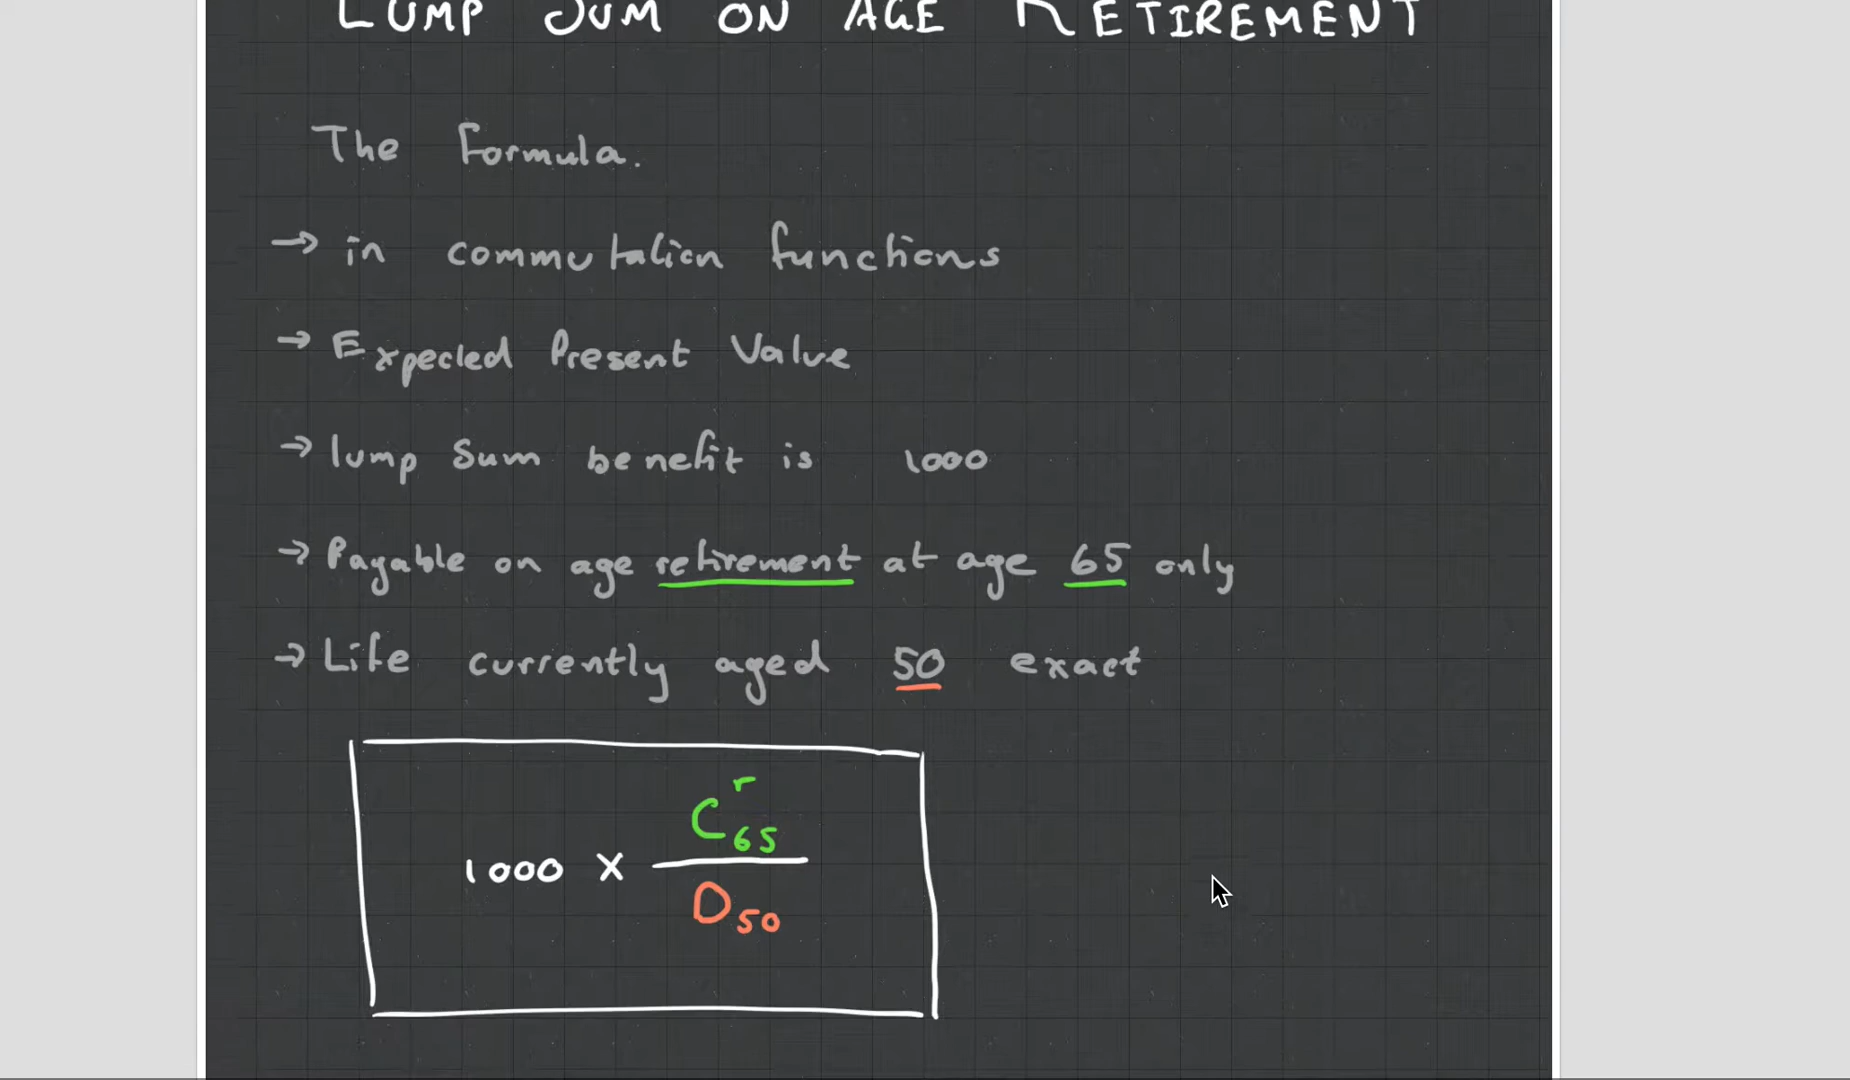 LUMP SUM ON AGE RETIREMENT
The Formula.
→ in commutation functions
→ Expected Present Value
→ lump sum benefit is 1000
→ Payable on age retirement at age 65 only
→ Life currently aged 50 exact
1000 × C^r_65 / D_50